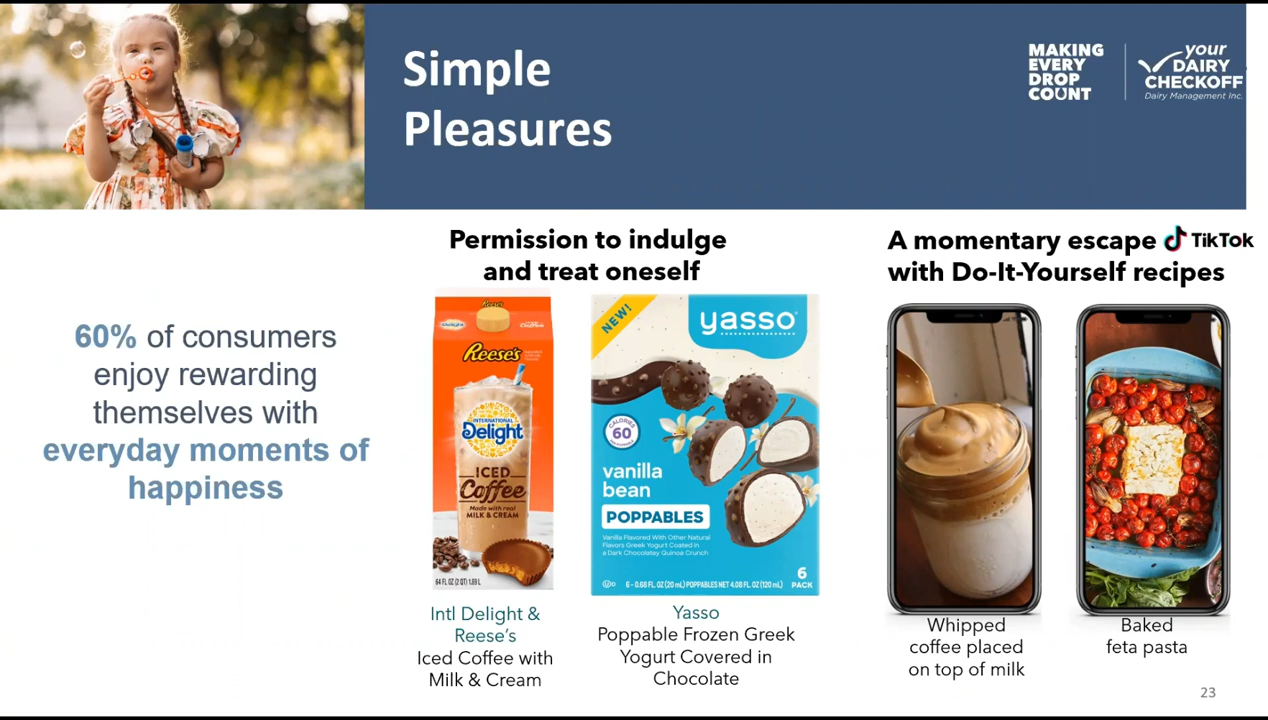 Simple
Pleasures
MAKING
EVERY
DROP
COUNT
your
DAIRY
CHECKOFF
Dairy Management Inc.
60% of consumers
enjoy rewarding
themselves with
everyday moments of
happiness
Permission to indulge
and treat oneself
Reese's
Delight
Reese's
INTERNATIONAL
Delight
ICED
Coffee
Made with real
MILK & CREAM
64 FL OZ (2 QT) 1.89 L
Intl Delight &
Reese's
Iced Coffee with
Milk & Cream
NEW!
yasso
CALORIES
60
vanilla
bean
POPPABLES
Vanilla Flavored With Other Natural
Flavors Greek Yogurt Coated in
a Dark Chocolatey Quinoa Crunch
6 - 0.68 FL. OZ (20 mL) POPPABLES NET 4.08 FL. OZ (120 mL)
6
PACK
Yasso
Poppable Frozen Greek
Yogurt Covered in
Chocolate
A momentary escape TikTok
with Do-It-Yourself recipes
Whipped
coffee placed
on top of milk
Baked
feta pasta
23